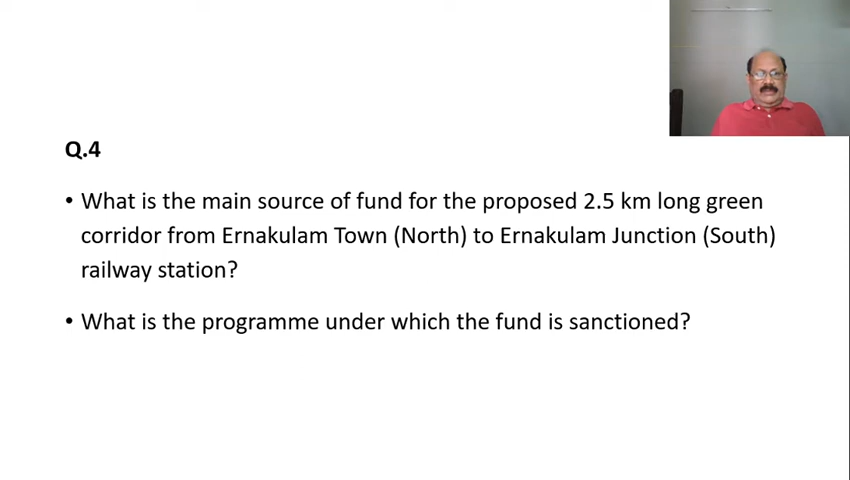 Q.4
• What is the main source of fund for the proposed 2.5 km long green
corridor from Ernakulam Town (North) to Ernakulam Junction (South)
railway station?
• What is the programme under which the fund is sanctioned?